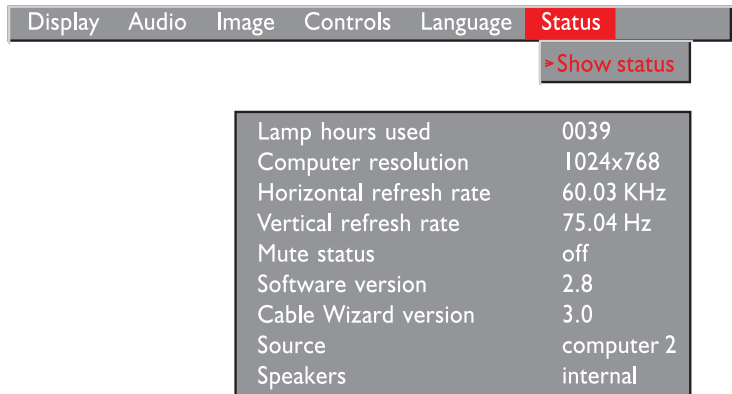 Display Audio Image Controls Language Status
➤Show status
Lamp hours used 0039
Computer resolution 1024x768
Horizontal refresh rate 60.03 KHz
Vertical refresh rate 75.04 Hz
Mute status off
Software version 2.8
Cable Wizard version 3.0
Source computer 2
Speakers internal